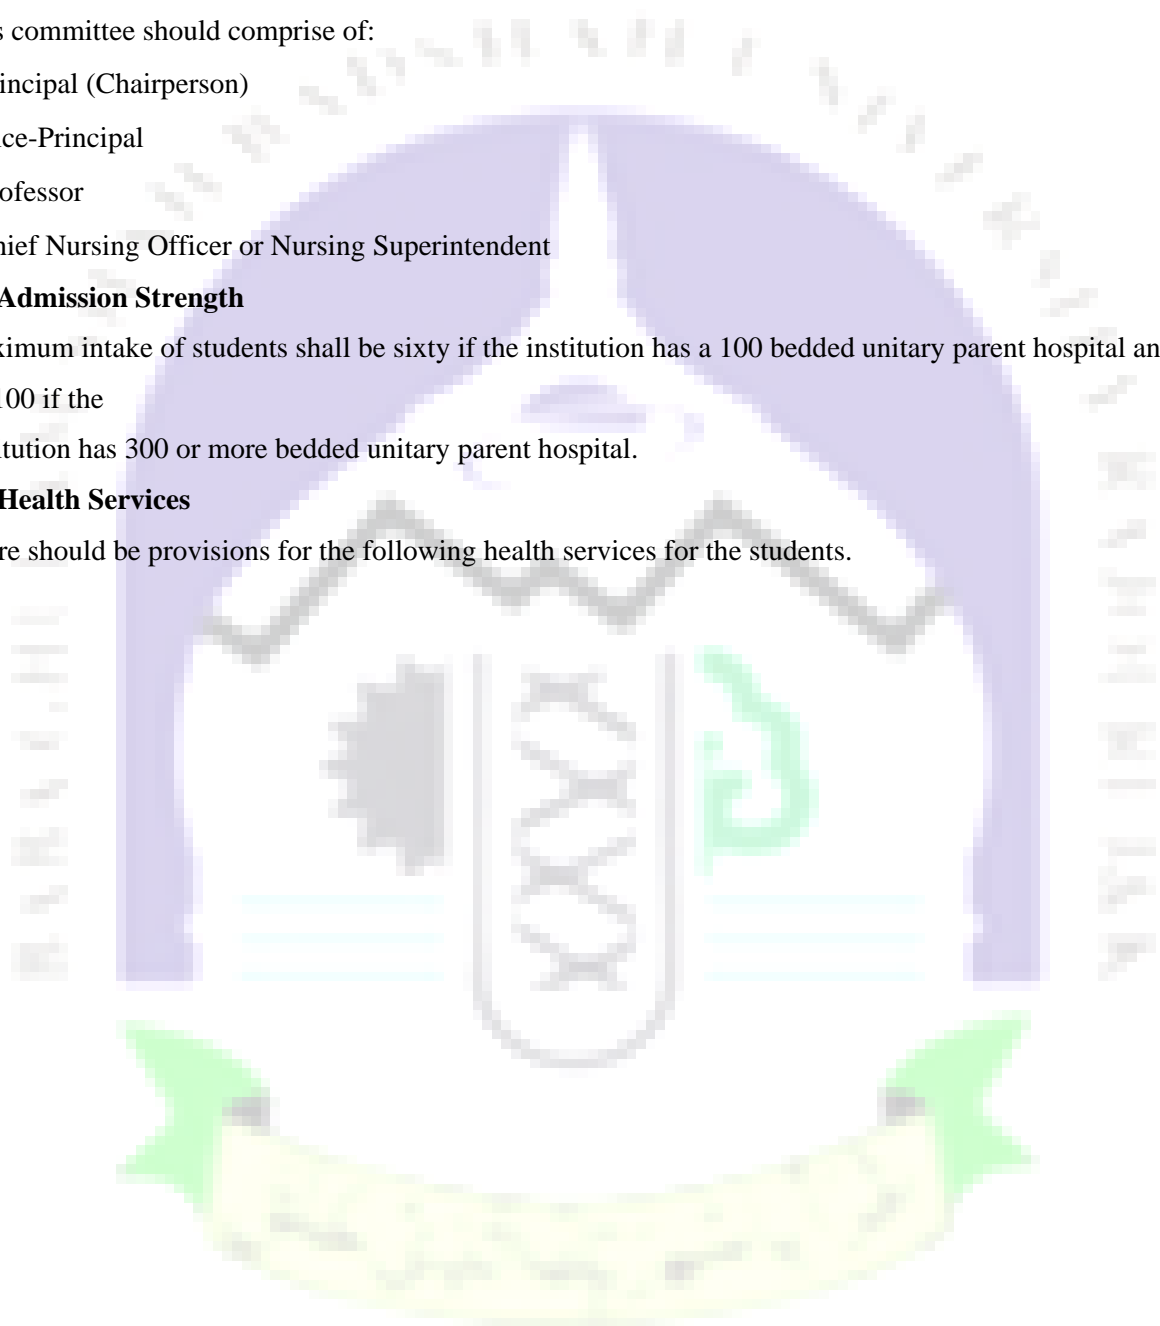 s committee should comprise of:
incipal (Chairperson)
ice-Principal
ofessor
hief Nursing Officer or Nursing Superintendent
Admission Strength
ximum intake of students shall be sixty if the institution has a 100 bedded unitary parent hospital an
100 if the
itution has 300 or more bedded unitary parent hospital.
Health Services
re should be provisions for the following health services for the students.